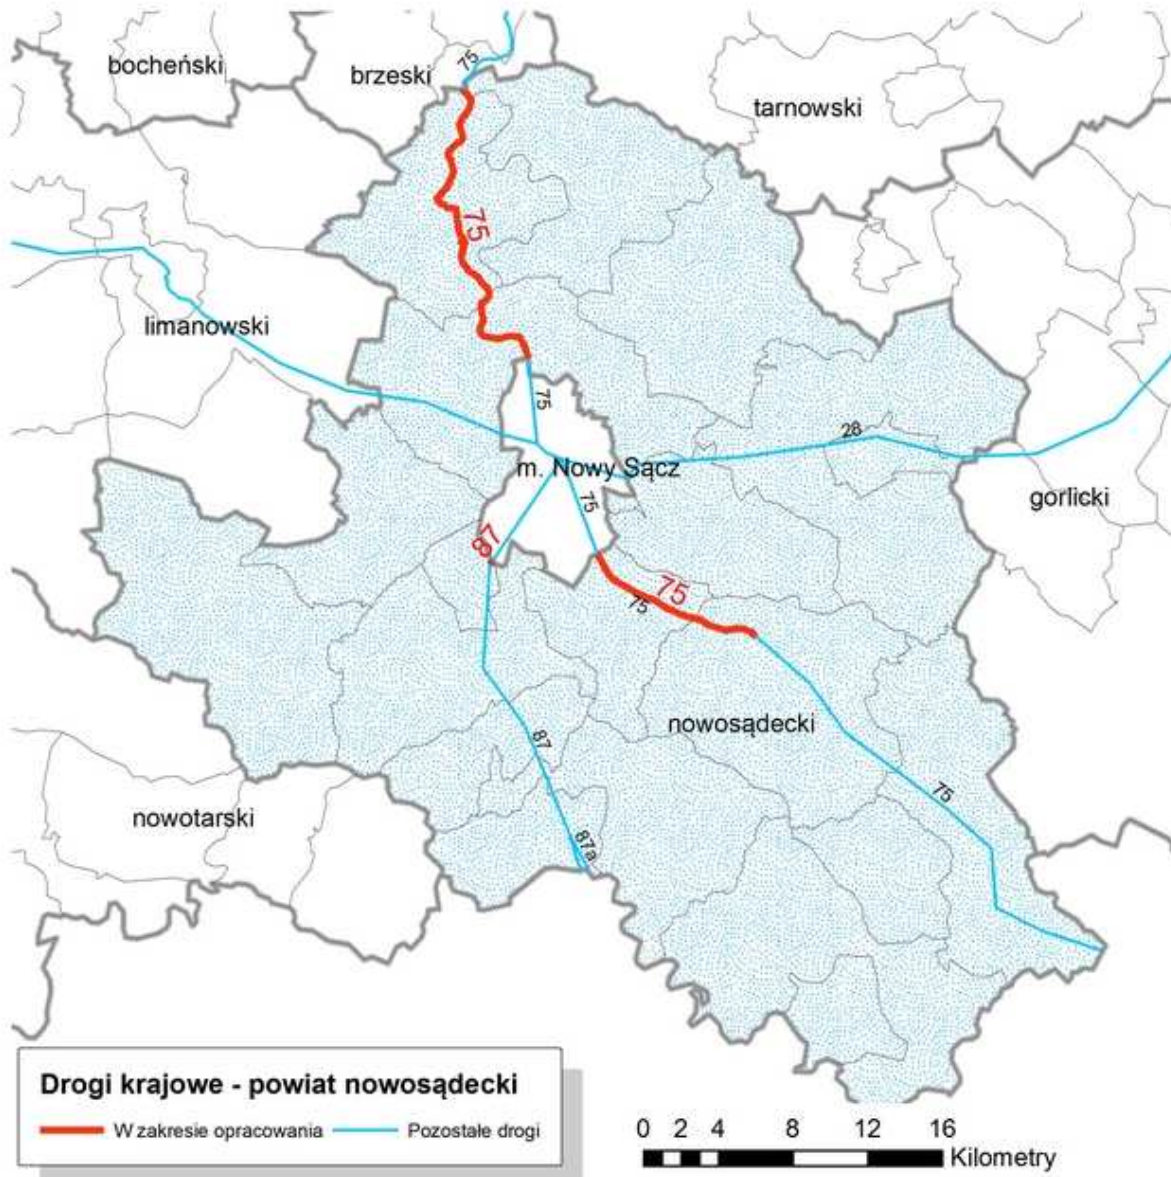 bocheński
brzeski
75
tarnowski
75
limanowski
75
28
m. Nowy Sącz
75
gorlicki
87
75
75
nowosądecki
87
75
nowotarski
87a
Drogi krajowe - powiat nowosądecki
W zakresie opracowania
Pozostałe drogi
0 2 4 8 12 16
Kilometry